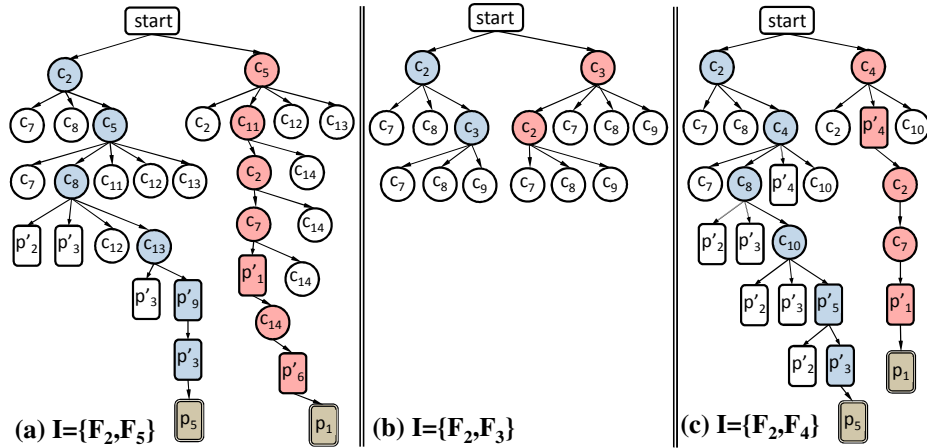 start start start
c2 c5 c2 c3 c2 c4
c7 c8 c5 c2 c11 c12 c13 c7 c8 c3 c2 c7 c8 c9 c7 c8 c4 c2 p'4 c10
c7 c8 c11 c12 c13 c2 c14 c7 c8 c9 c7 c8 c9 c7 c8 p'4 c10 c2
p'2 p'3 c12 c13 c7 c14 p'2 p'3 c10 c7
p'3 p'9 p'1 c14 p'2 p'3 p'5 p'1
p'3 c14 p'2 p'3 p1
p5 p'6 p1 p5
(a) I={F2,F5} (b) I={F2,F3} (c) I={F2,F4}